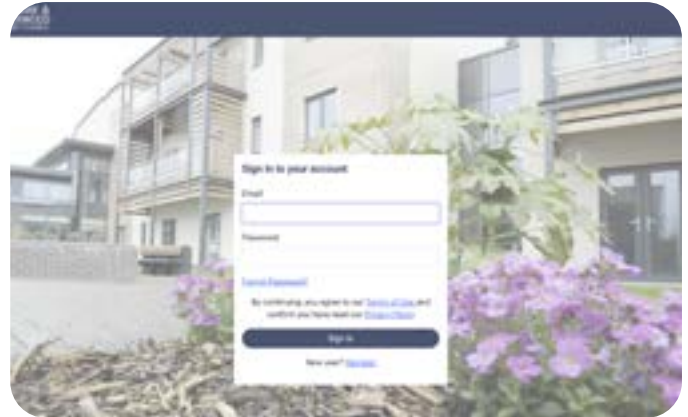 Sign in to your account
Email
Password
Forgot Password?
By continuing, you agree to our Terms of Use and
confirm you have read our Privacy Policy
Sign in
New user? Register